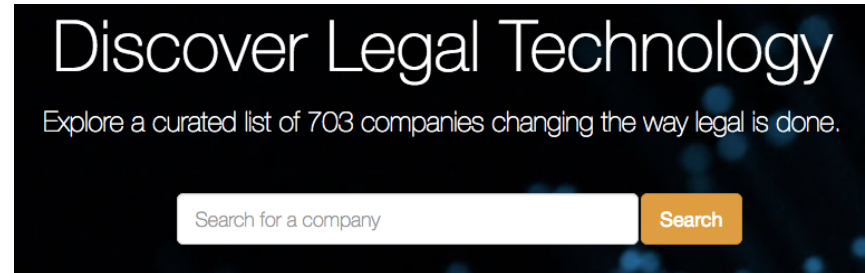 Discover Legal Technology
Explore a curated list of 703 companies changing the way legal is done.
Search for a company Search